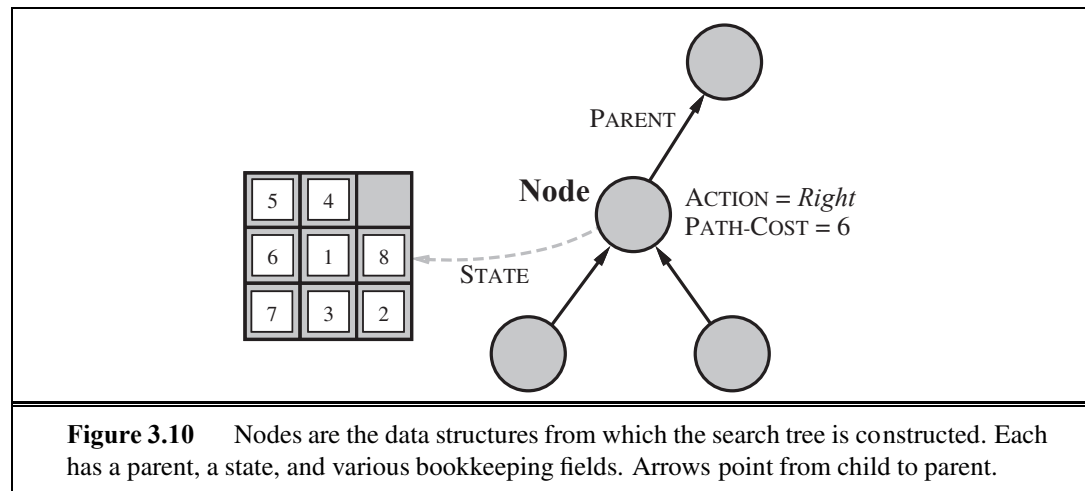 PARENT
5 4
Node
ACTION = Right
PATH-COST = 6
6 1 8
STATE
7 3 2
Figure 3.10 Nodes are the data structures from which the search tree is constructed. Each
has a parent, a state, and various bookkeeping fields. Arrows point from child to parent.